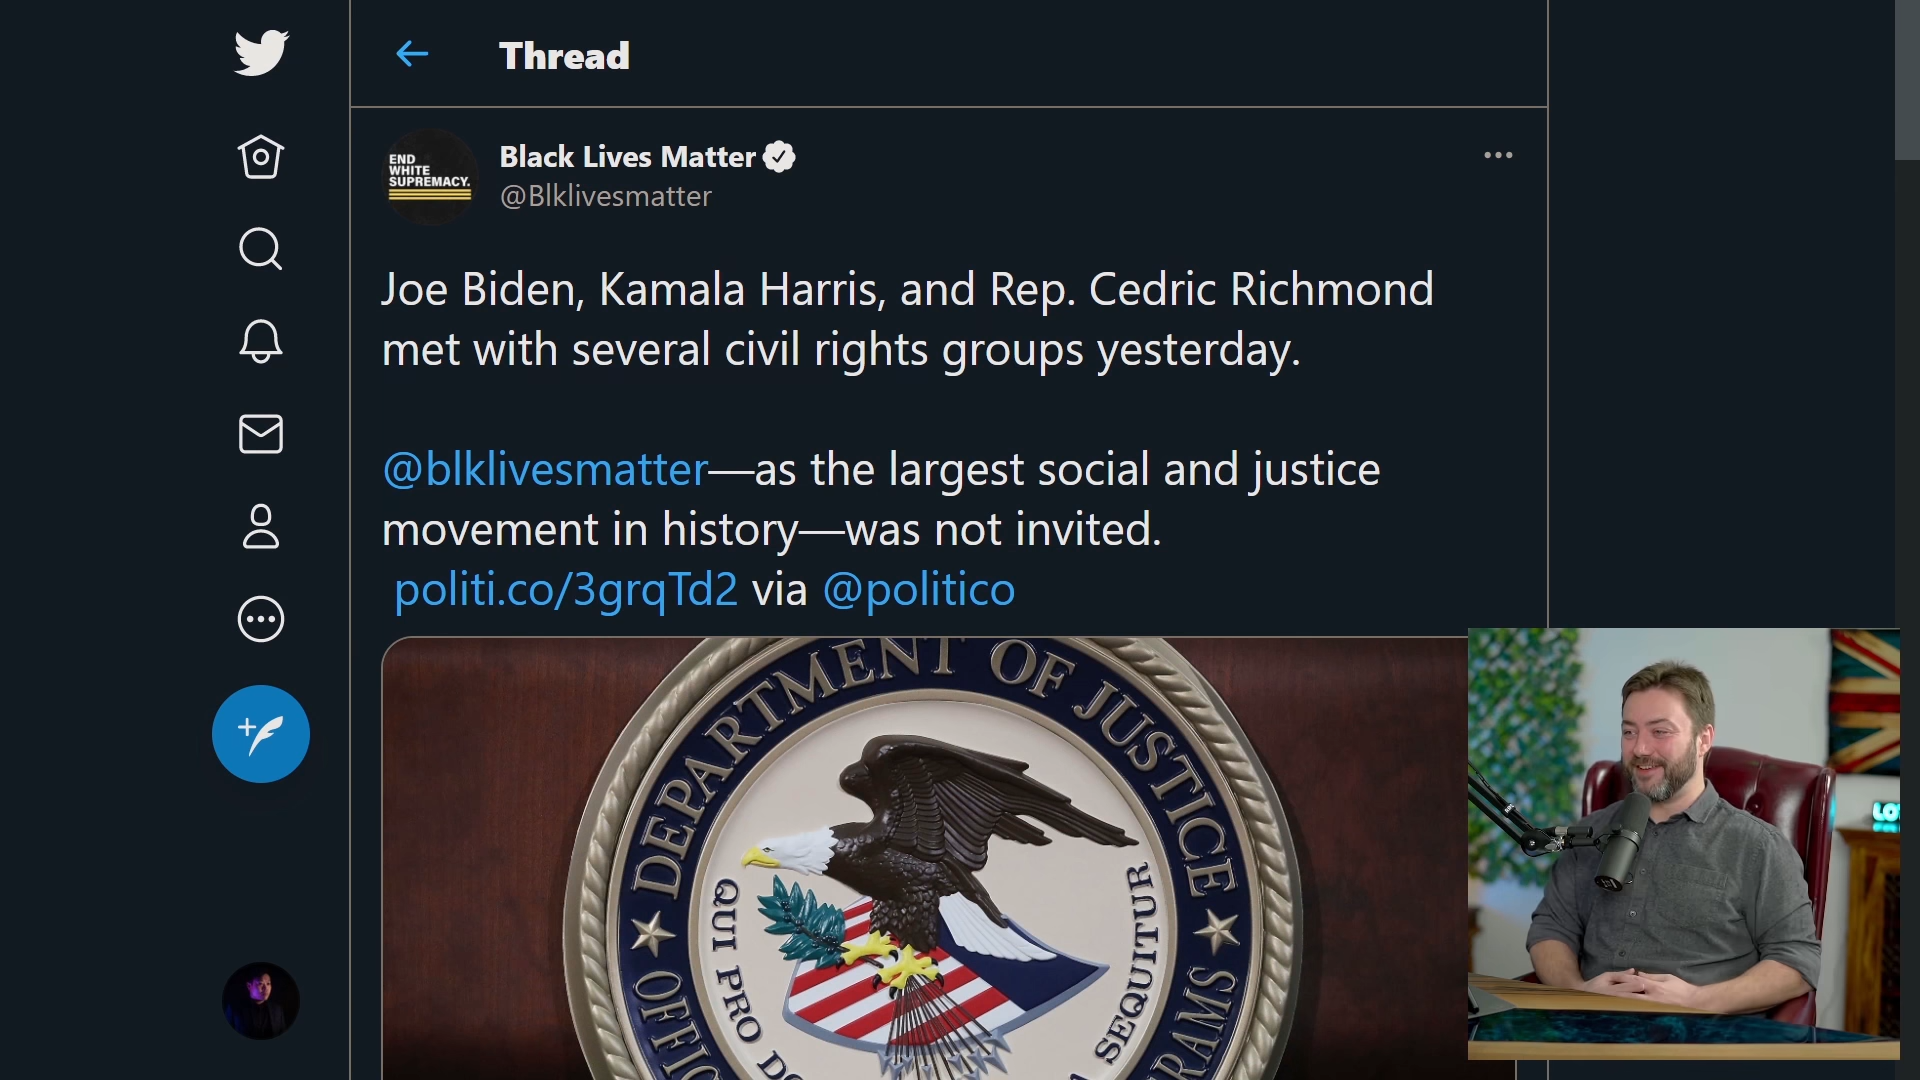 Thread
END
WHITE
SUPREMACY.
Black Lives Matter
@Blklivesmatter
Joe Biden, Kamala Harris, and Rep. Cedric Richmond
met with several civil rights groups yesterday.
@blklivesmatter—as the largest social and justice
movement in history—was not invited.
politi.co/3grqTd2 via @politico
DEPARTMENT OF JUSTICE
QUI PRO
SEQUITUR